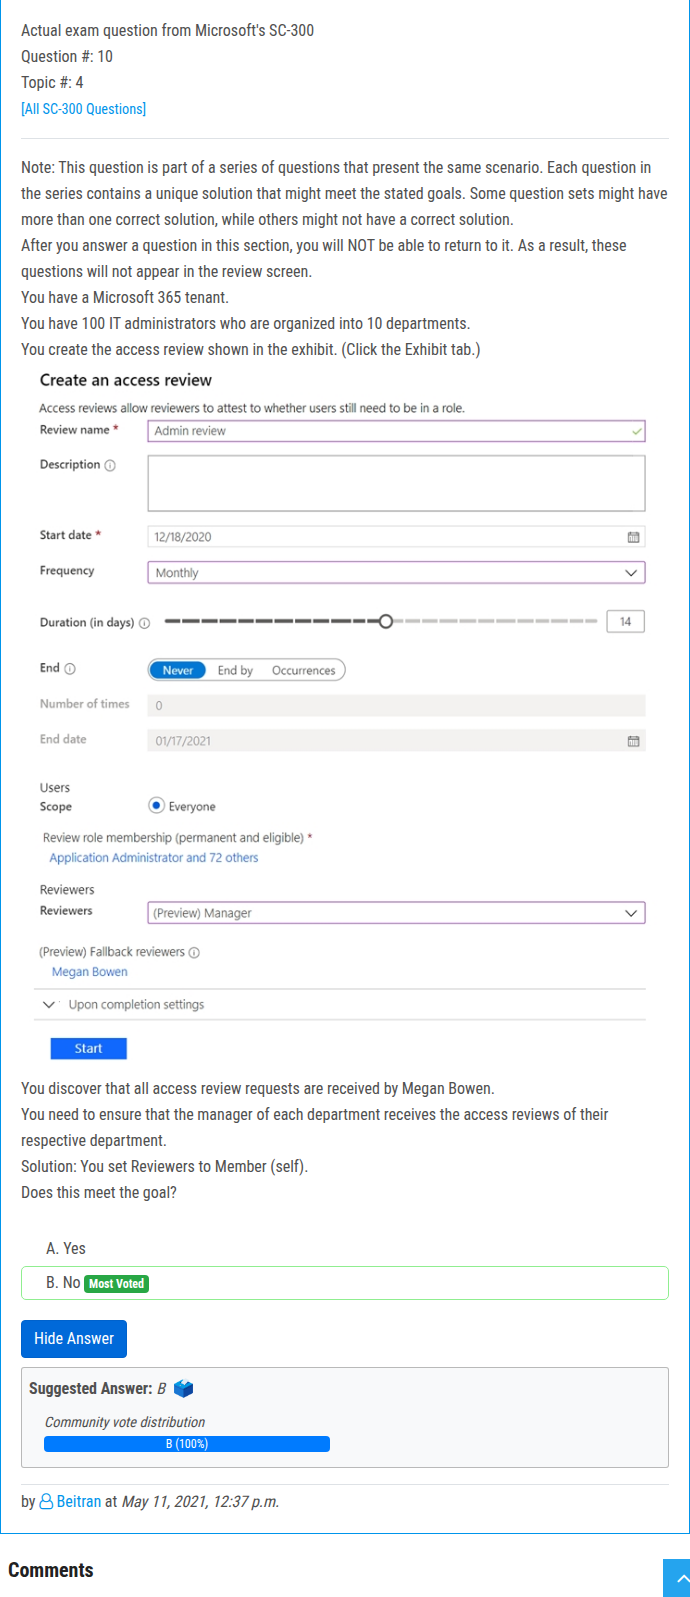 Actual exam question from Microsoft's SC-300
Question #: 10
Topic #: 4
[All SC-300 Questions]
Note: This question is part of a series of questions that present the same scenario. Each question in
the series contains a unique solution that might meet the stated goals. Some question sets might have
more than one correct solution, while others might not have a correct solution.
After you answer a question in this section, you will NOT be able to return to it. As a result, these
questions will not appear in the review screen.
You have a Microsoft 365 tenant.
You have 100 IT administrators who are organized into 10 departments.
You create the access review shown in the exhibit. (Click the Exhibit tab.)
Create an access review
Access reviews allow reviewers to attest to whether users still need to be in a role.
Review name * Admin review
Description
Start date * 12/18/2020
Frequency Monthly
Duration (in days) 14
End Never End by Occurrences
Number of times 0
End date 01/17/2021
Users
Scope Everyone
Review role membership (permanent and eligible) *
Application Administrator and 72 others
Reviewers
Reviewers (Preview) Manager
(Preview) Fallback reviewers
Megan Bowen
Upon completion settings
Start
You discover that all access review requests are received by Megan Bowen.
You need to ensure that the manager of each department receives the access reviews of their
respective department.
Solution: You set Reviewers to Member (self).
Does this meet the goal?
A. Yes
B. No Most Voted
Hide Answer
Suggested Answer: B
Community vote distribution
B (100%)
by Beitran at May 11, 2021, 12:37 p.m.
Comments